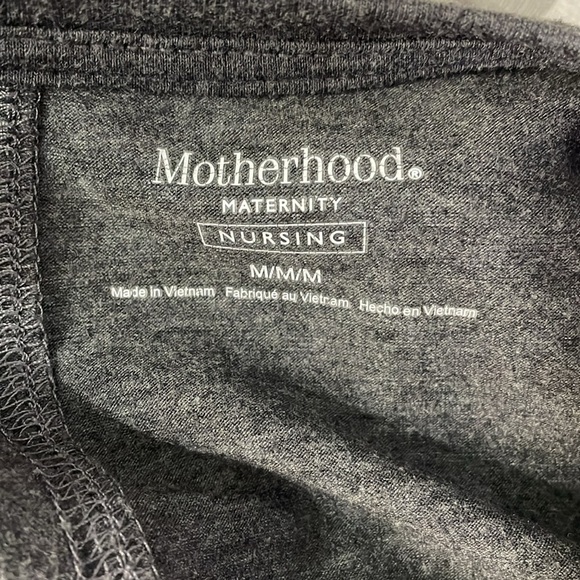 Motherhood®
MATERNITY
NURSING
M/M/M
Made in Vietnam Fabriqué au Vietnam Hecho en Vietnam